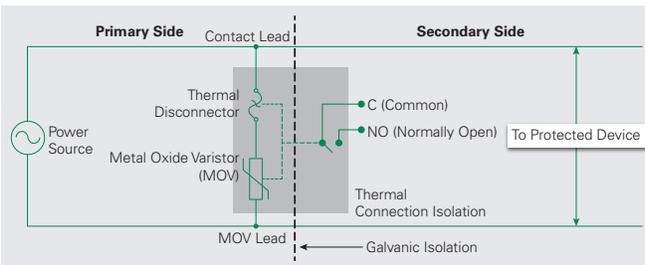 Primary Side
Secondary Side
Contact Lead
Thermal
Disconnector
C (Common)
NO (Normally Open)
To Protected Device
Power
Source
Metal Oxide Varistor
(MOV)
Thermal
Connection Isolation
MOV Lead
Galvanic Isolation